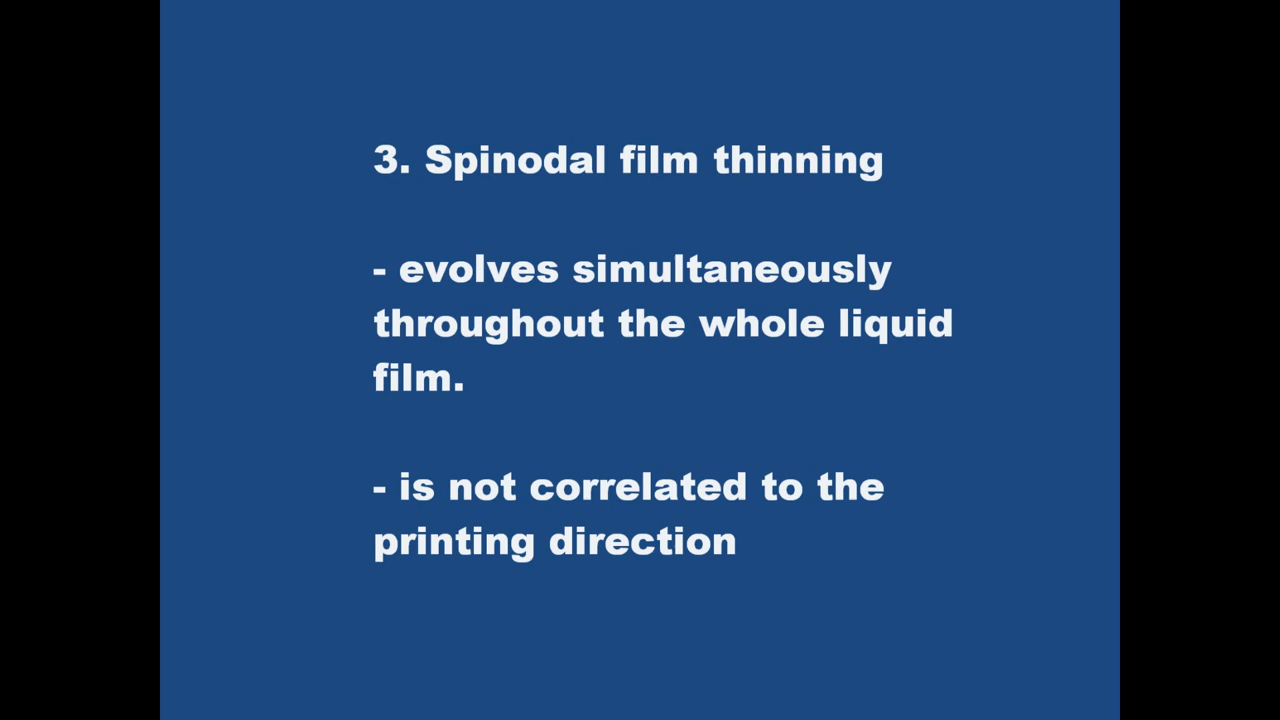 3. Spinodal film thinning
- evolves simultaneously
throughout the whole liquid
film.
- is not correlated to the
printing direction